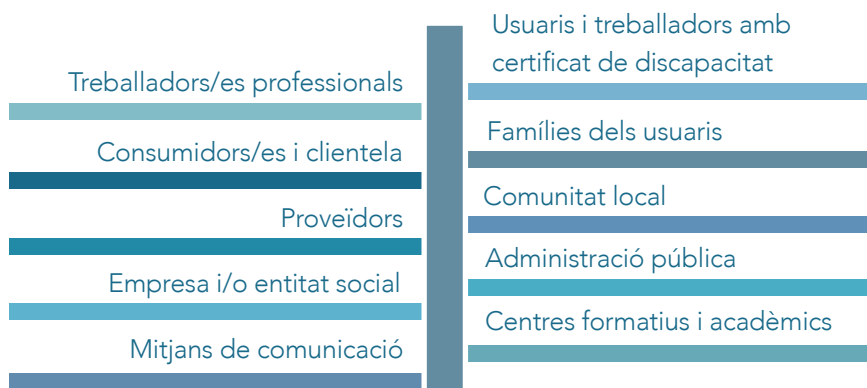 Treballadors/es professionals
Consumidors/es i clientela
Proveïdors
Empresa i/o entitat social
Mitjans de comunicació
Usuaris i treballadors amb
certificat de discapacitat
Famílies dels usuaris
Comunitat local
Administració pública
Centres formatius i acadèmics